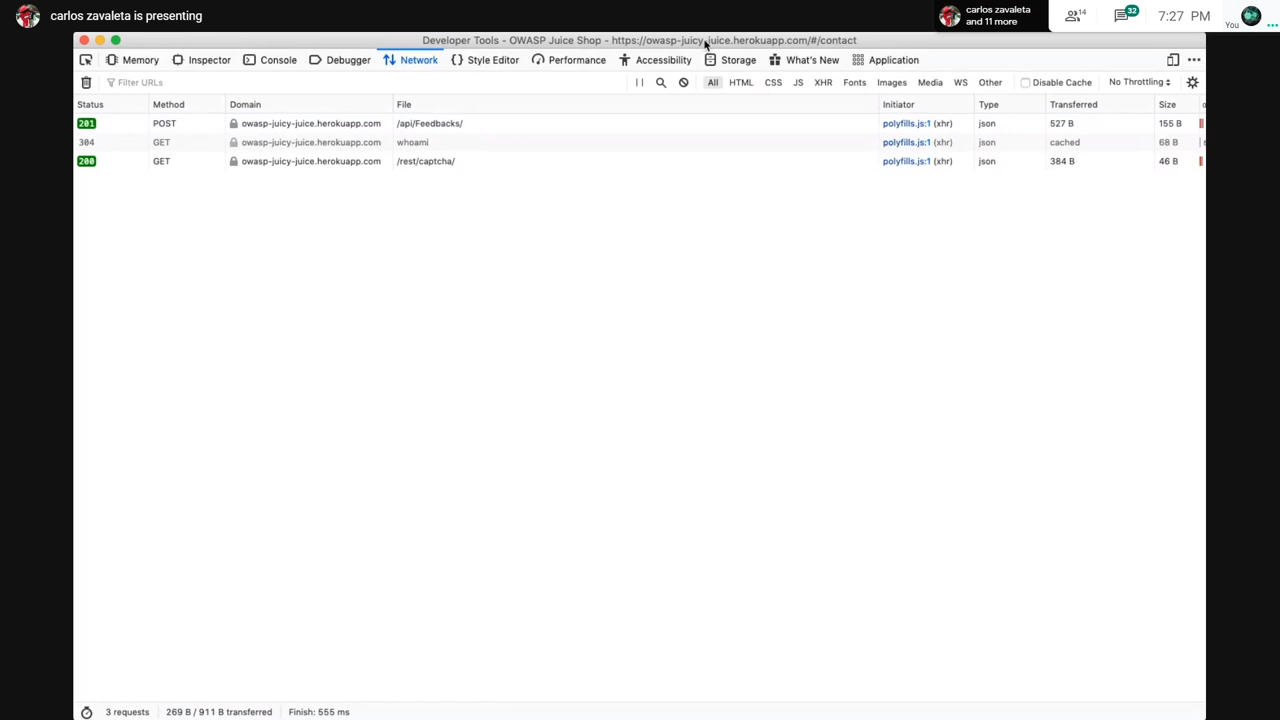 carlos zavaleta is presenting
carlos zavaleta
and 11 more
14
32
7:27 PM
You
Developer Tools - OWASP Juice Shop - https://owasp-juicy-juice.herokuapp.com/#/contact
Memory Inspector Console Debugger Network Style Editor Performance Accessibility Storage What's New Application
Filter URLs All HTML CSS JS XHR Fonts Images Media WS Other Disable Cache No Throttling
Status Method Domain File Initiator Type Transferred Size
201 POST owasp-juicy-juice.herokuapp.com /api/Feedbacks/ polyfills.js:1 (xhr) json 527 B 155 B
304 GET owasp-juicy-juice.herokuapp.com whoami polyfills.js:1 (xhr) json cached 68 B
200 GET owasp-juicy-juice.herokuapp.com /rest/captcha/ polyfills.js:1 (xhr) json 384 B 46 B
3 requests 269 B / 911 B transferred Finish: 555 ms